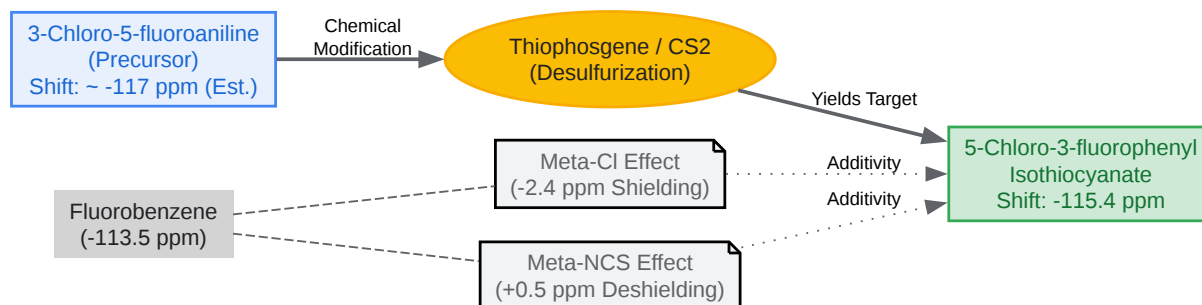 3-Chloro-5-fluoroaniline
(Precursor)
Shift: ~ -117 ppm (Est.)
Chemical
Modification
Thiophosgene / CS2
(Desulfurization)
Yields Target
5-Chloro-3-fluorophenyl
Isothiocyanate
Shift: -115.4 ppm
Fluorobenzene
(-113.5 ppm)
Meta-Cl Effect
(-2.4 ppm Shielding)
Additivity
Additivity
Meta-NCS Effect
(+0.5 ppm Deshielding)